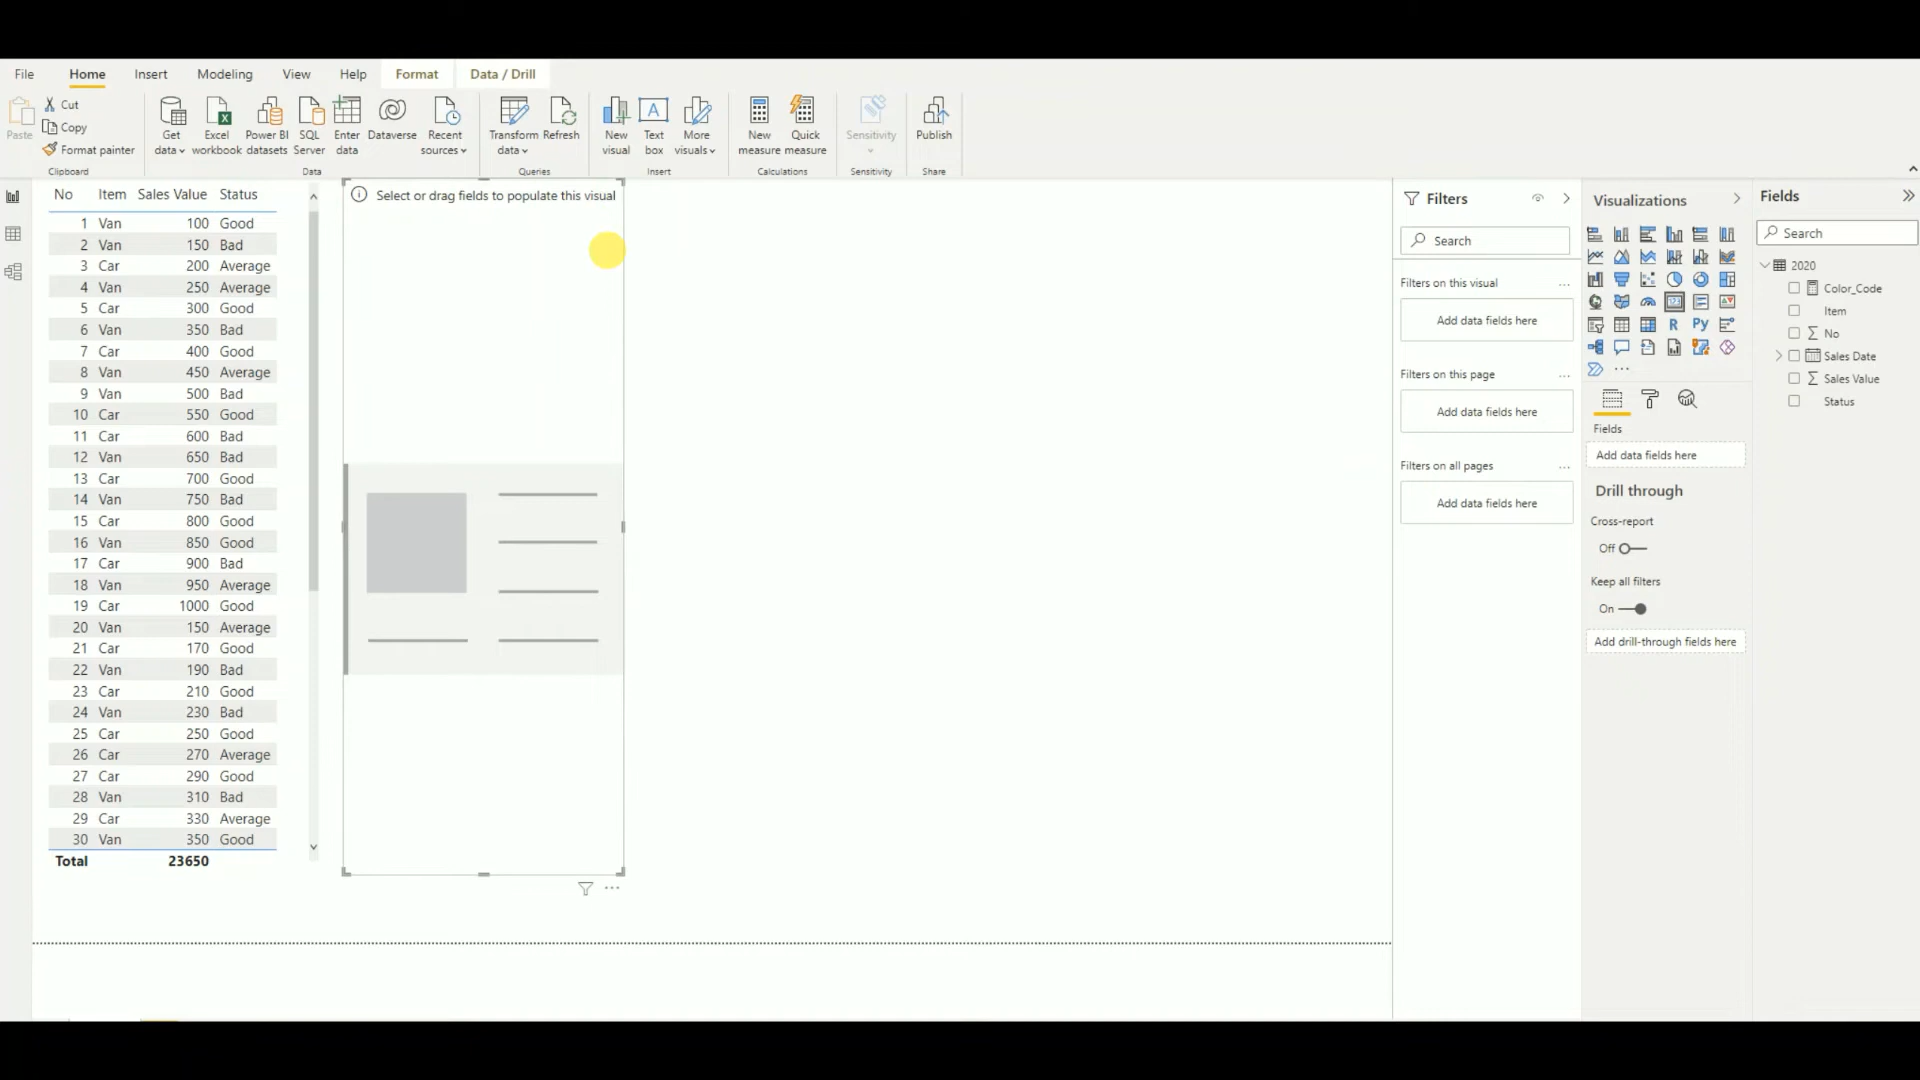 File Home Insert Modeling View Help Format Data / Drill
Paste
Cut
Copy
Format painter
Clipboard
Get data
Excel workbook
Power BI datasets
SQL Server
Enter data
Dataverse
Recent sources
Data
Transform data
Refresh
Queries
New visual
A
Text box
More visuals
Insert
New measure
Quick measure
Calculations
Sensitivity
Sensitivity
Publish
Share
No Item Sales Value Status
1 Van 100 Good
2 Van 150 Bad
3 Car 200 Average
4 Van 250 Average
5 Car 300 Good
6 Van 350 Bad
7 Car 400 Good
8 Van 450 Average
9 Van 500 Bad
10 Car 550 Good
11 Car 600 Bad
12 Van 650 Bad
13 Car 700 Good
14 Van 750 Bad
15 Car 800 Good
16 Van 850 Good
17 Car 900 Bad
18 Van 950 Average
19 Car 1000 Good
20 Van 150 Average
21 Car 170 Good
22 Van 190 Bad
23 Car 210 Good
24 Van 230 Bad
25 Car 250 Good
26 Car 270 Average
27 Car 290 Good
28 Van 310 Bad
29 Car 330 Average
30 Van 350 Good
Total 23650
Select or drag fields to populate this visual
Filters
Search
Filters on this visual ...
Add data fields here
Filters on this page ...
Add data fields here
Filters on all pages ...
Add data fields here
Visualizations
123
R Py
...
Fields
Add data fields here
Drill through
Cross-report
Off
Keep all filters
On
Add drill-through fields here
Fields
Search
2020
Color_Code
Item
∑ No
Sales Date
∑ Sales Value
Status